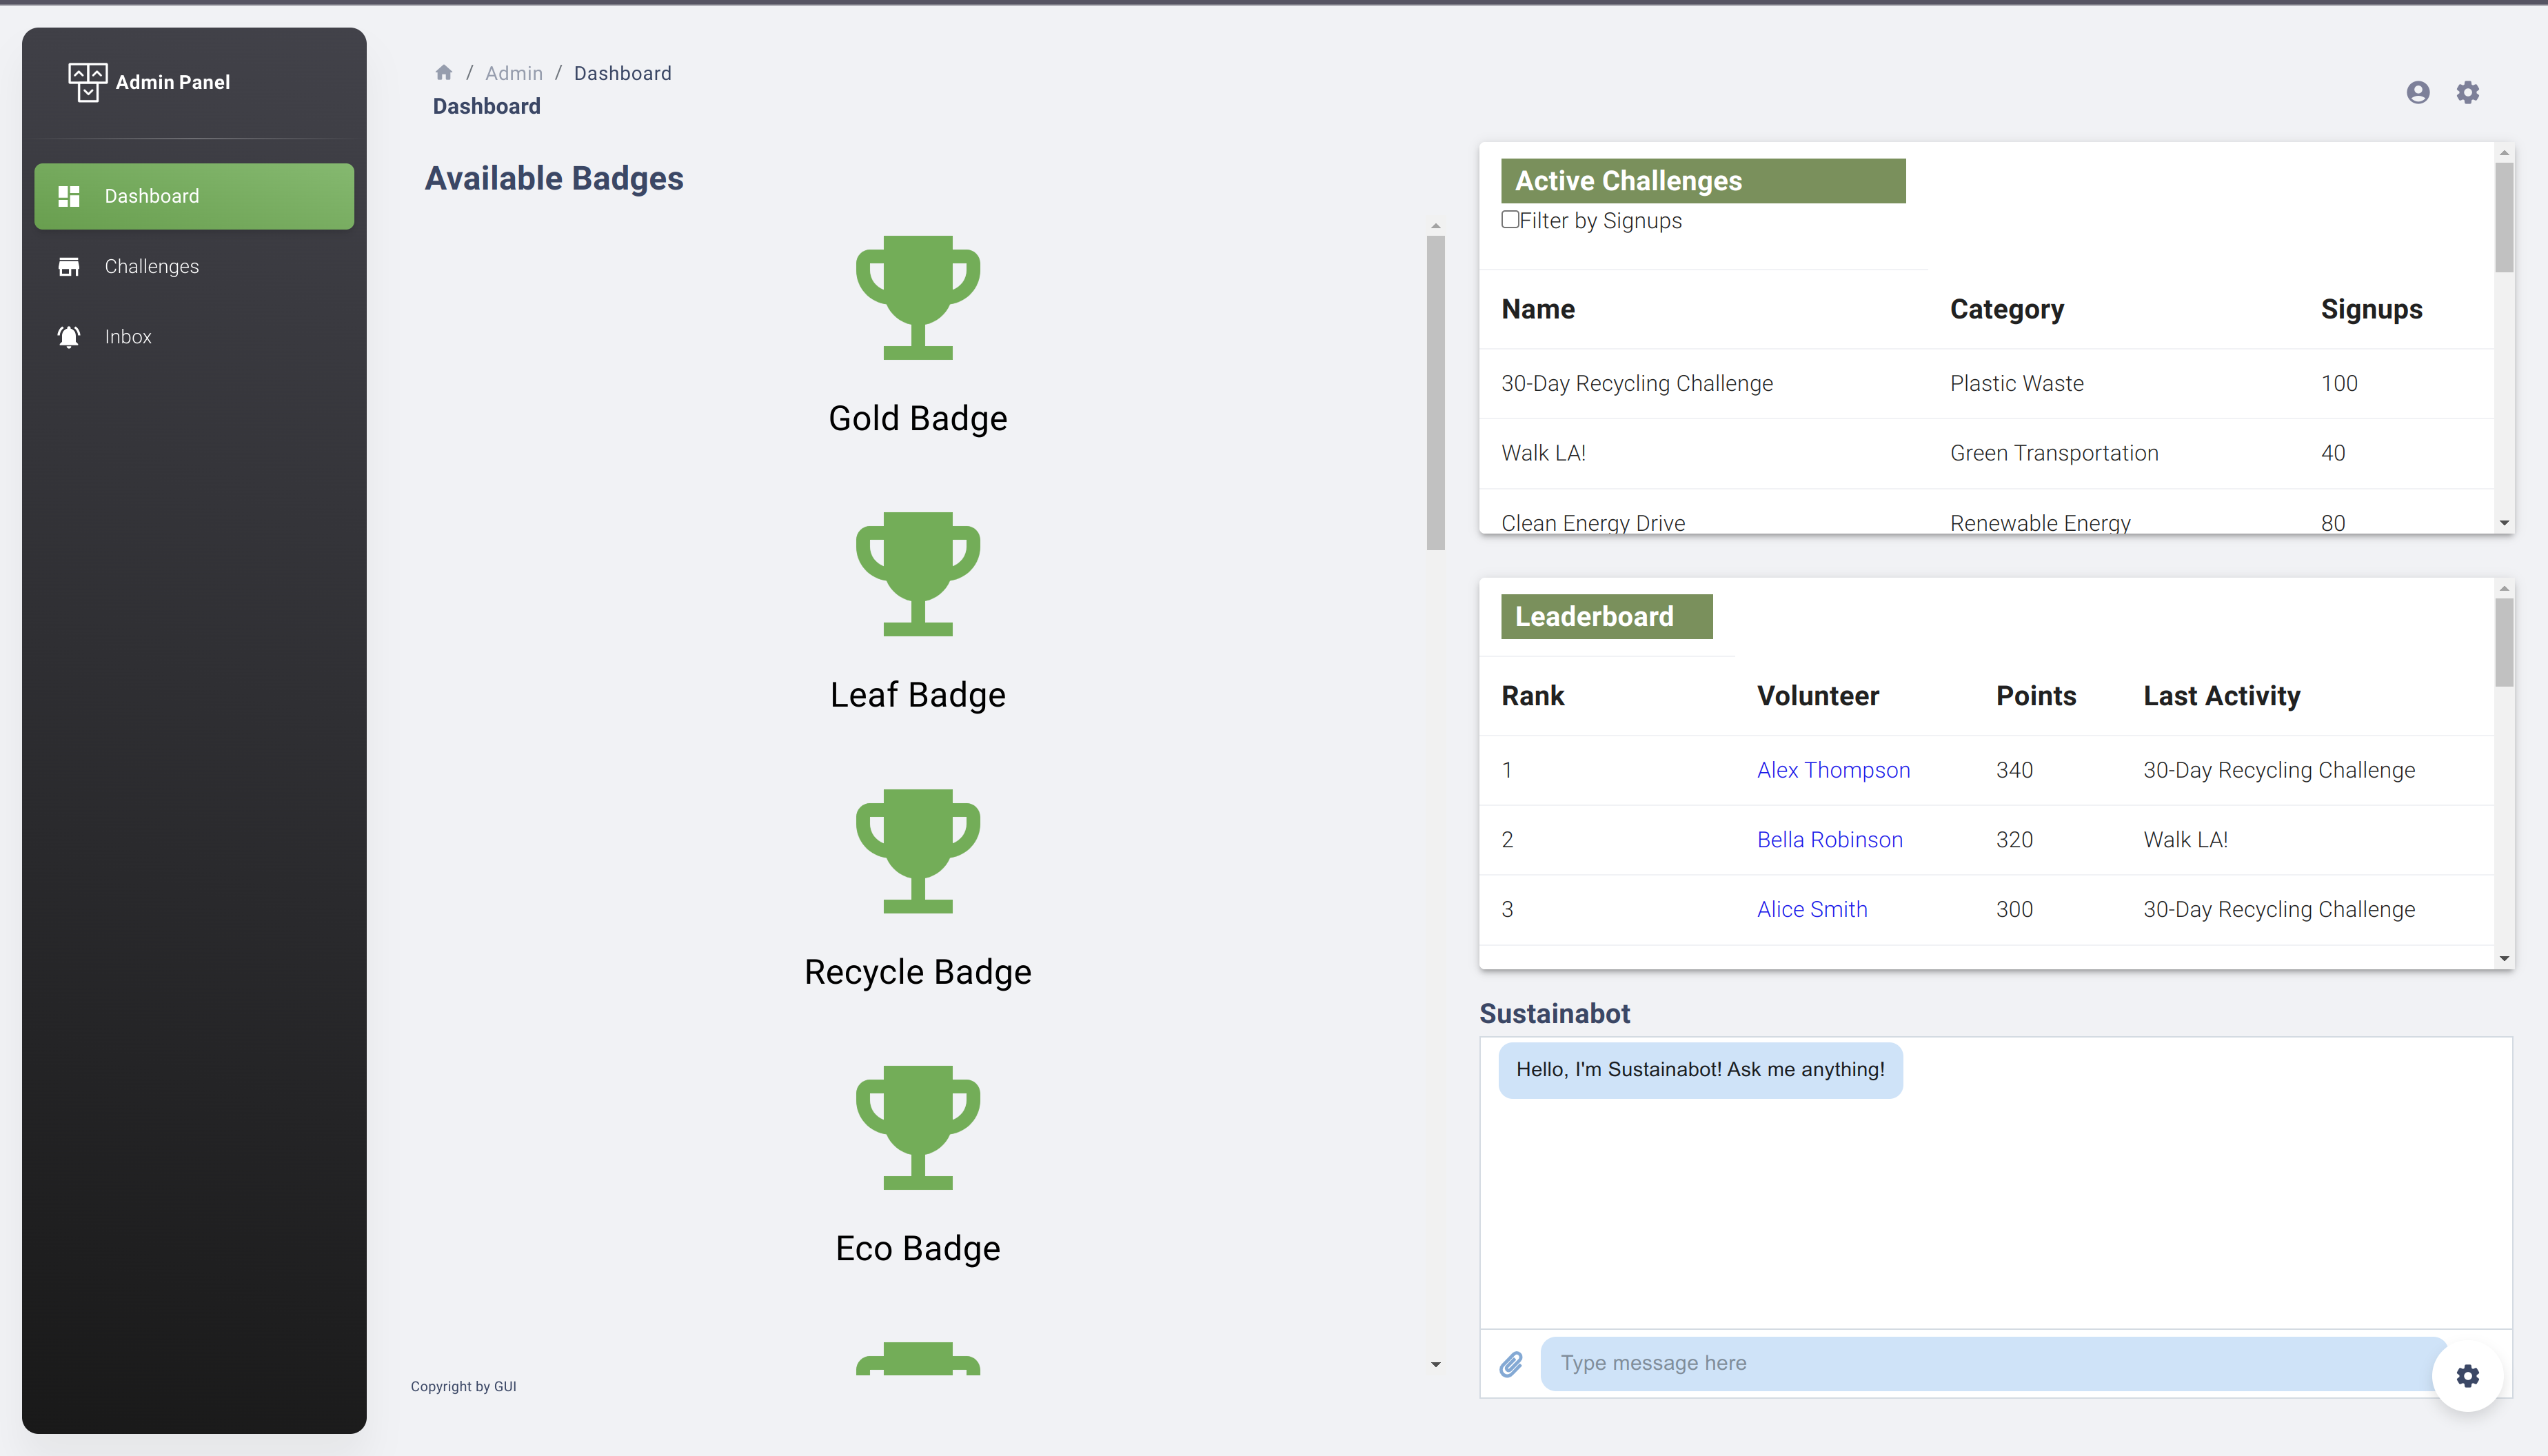 Admin Panel
Dashboard
Challenges
Inbox
/ Admin / Dashboard
Dashboard
Available Badges
Gold Badge
Leaf Badge
Recycle Badge
Eco Badge
Copyright by GUI
Active Challenges
Filter by Signups
Name Category Signups
30-Day Recycling Challenge Plastic Waste 100
Walk LA! Green Transportation 40
Clean Energy Drive Renewable Energy 80
Leaderboard
Rank Volunteer Points Last Activity
1 Alex Thompson 340 30-Day Recycling Challenge
2 Bella Robinson 320 Walk LA!
3 Alice Smith 300 30-Day Recycling Challenge
Sustainabot
Hello, I'm Sustainabot! Ask me anything!
Type message here